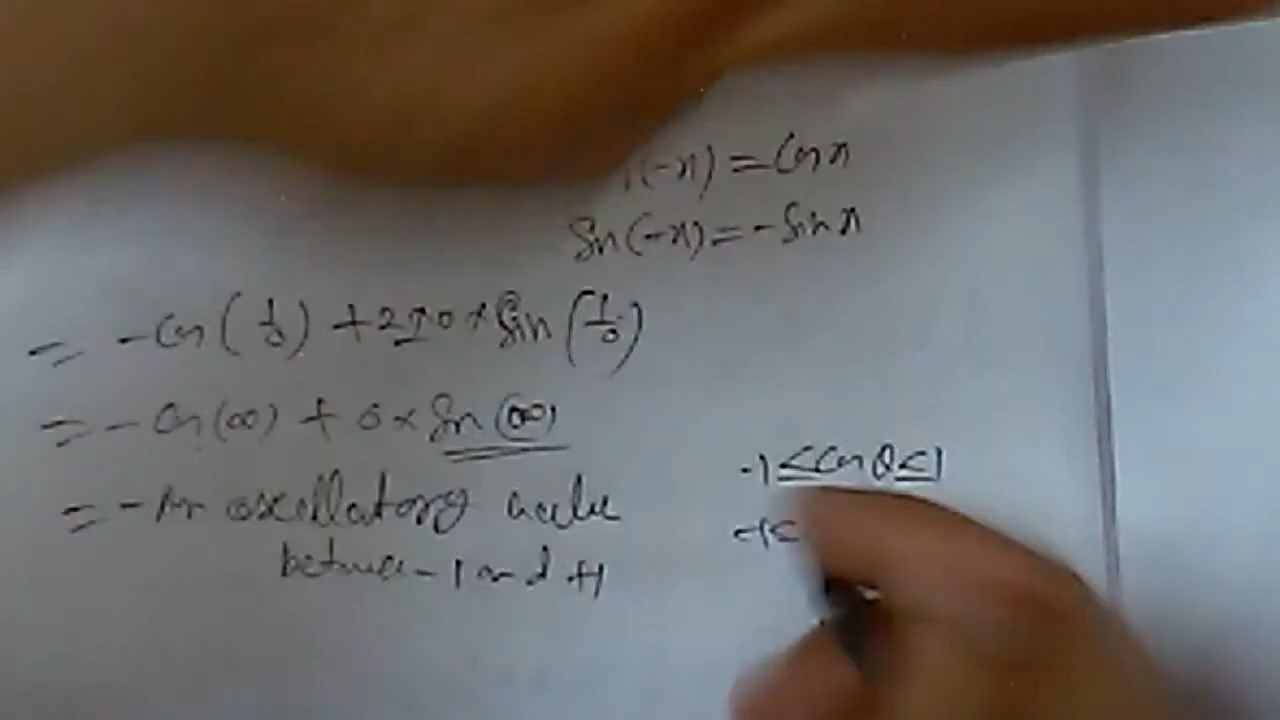 (-x) = Cos x
Sin(-x) = - Sin x
= - Cos (1/0) + 2×0× Sin (1/0)
= - Cos (∞) + 0 × Sin (∞)
= - An oscillatory value
between -1 and +1
-1 ≤ Cos θ ≤ 1
-1 ≤